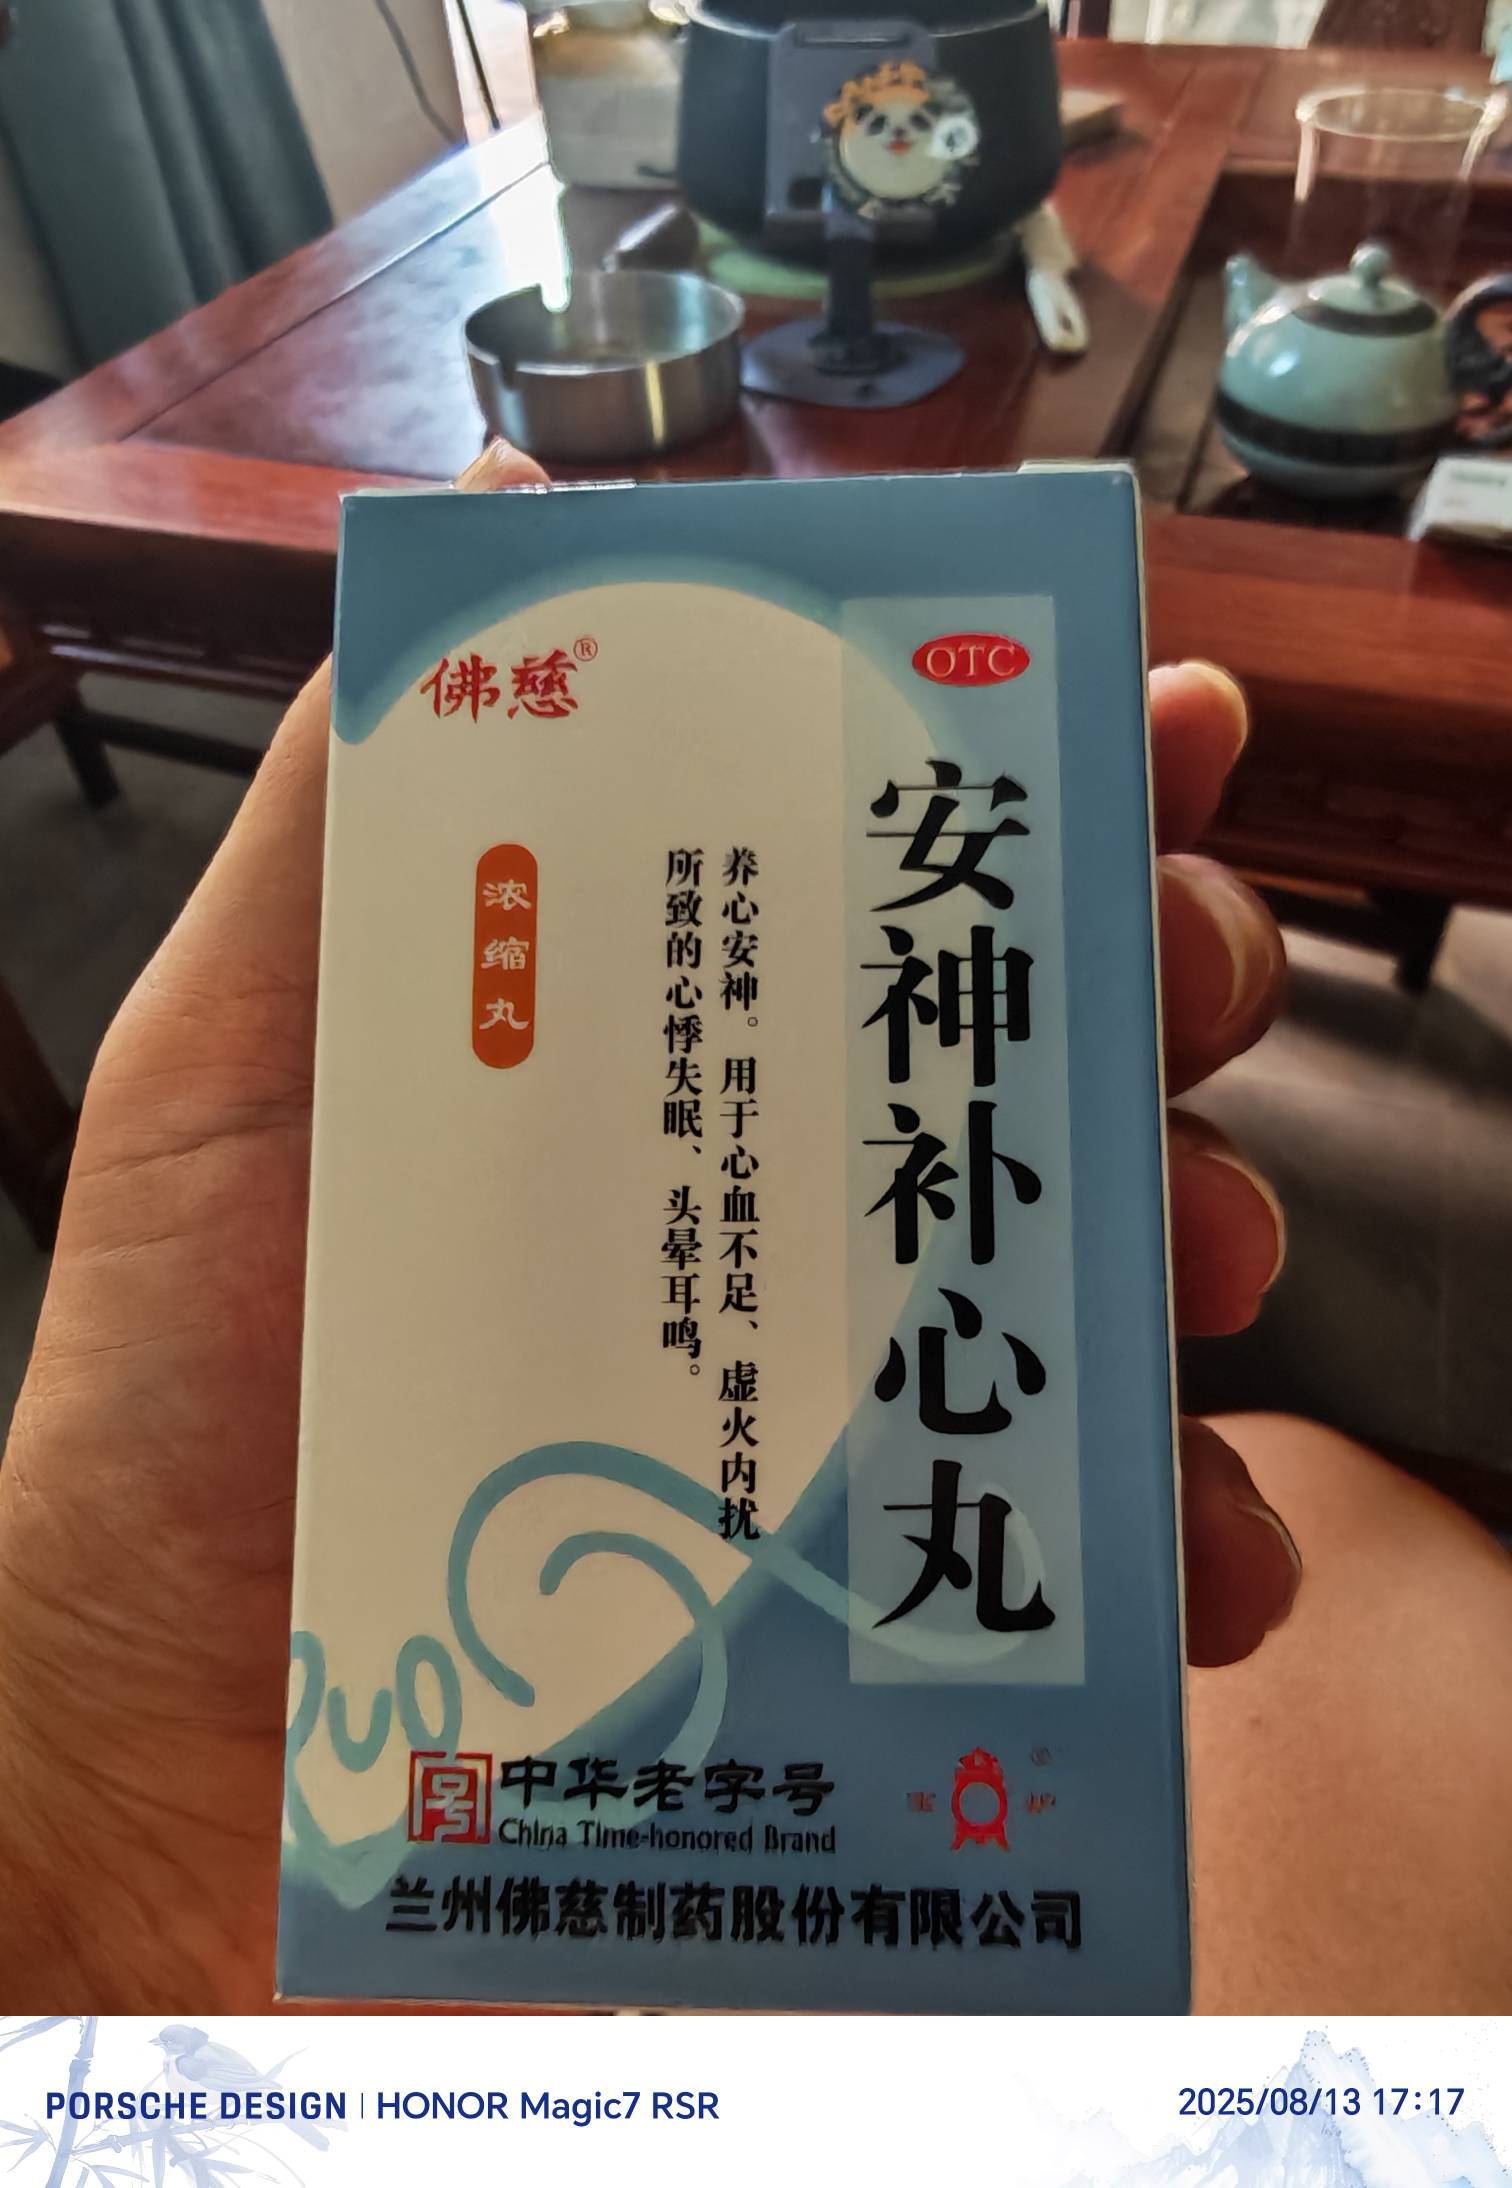 佛慈®
OTC
安神补心丸
养心安神。用于心血不足、虚火内扰
所致的心悸失眠、头晕耳鸣。
浓缩丸
中华老字号
China Time-honored Brand
兰州佛慈制药股份有限公司
PORSCHE DESIGN | HONOR Magic7 RSR
2025/08/13 17:17